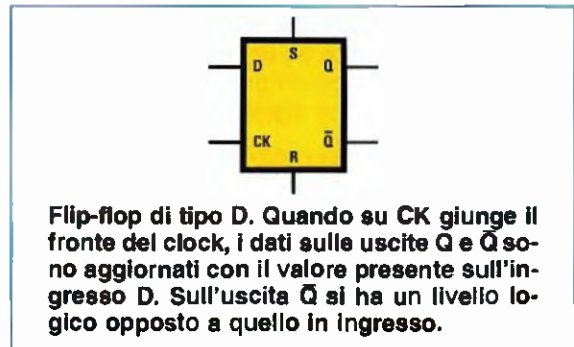 S
D Q
CK Q̄
R
Flip-flop di tipo D. Quando su CK giunge il
fronte del clock, i dati sulle uscite Q e Q̄ so-
no aggiornati con il valore presente sull'in-
gresso D. Sull'uscita Q̄ si ha un livello lo-
gico opposto a quello in ingresso.